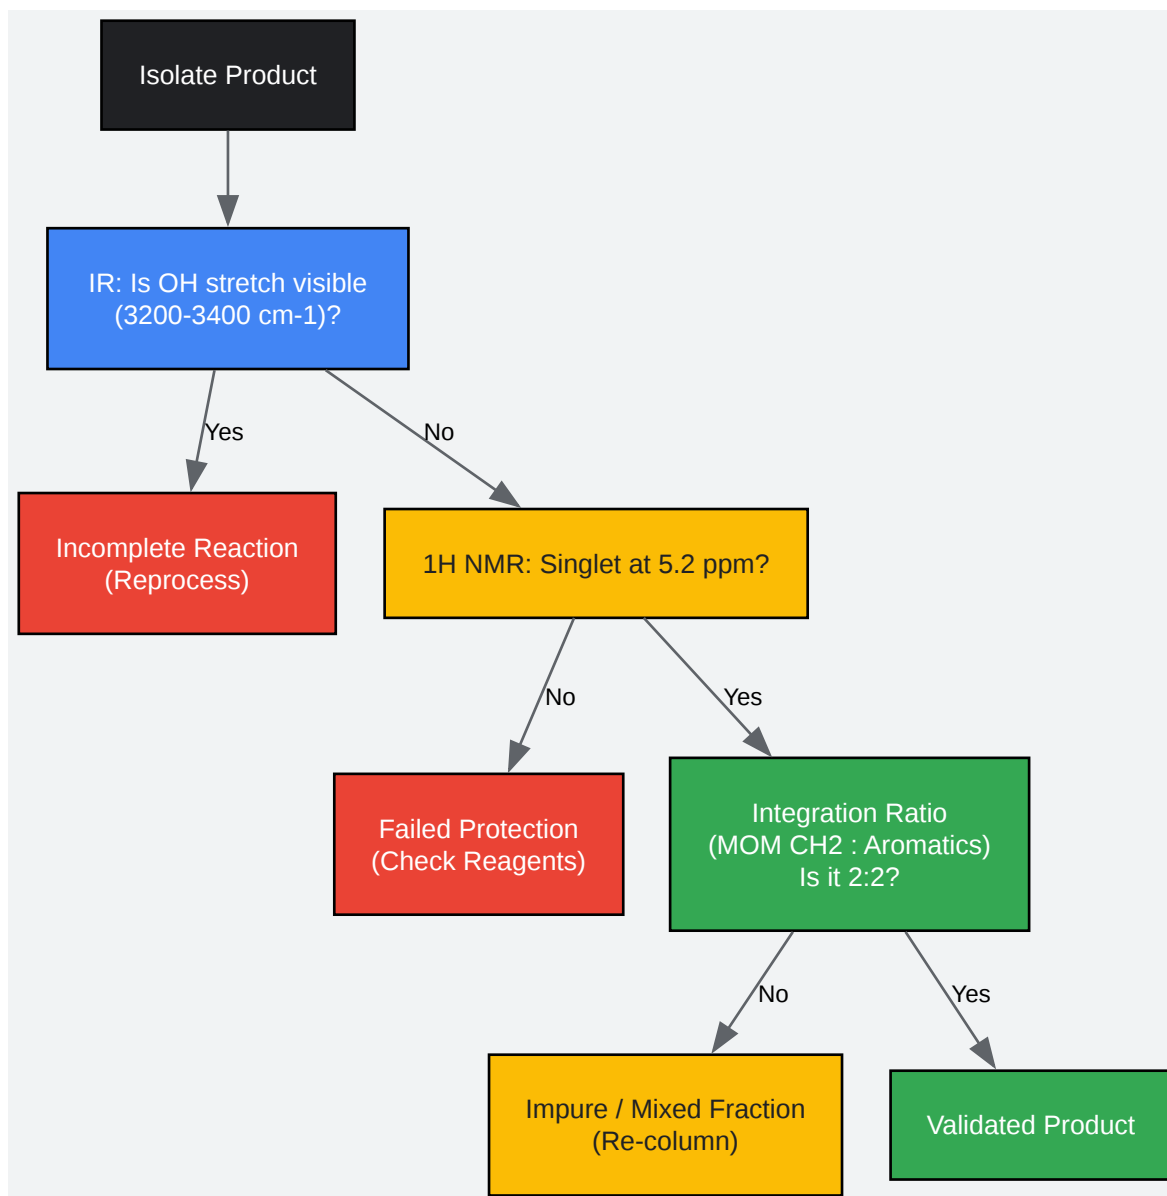 Isolate Product
IR: Is OH stretch visible
(3200-3400 cm-1)?
Yes
No
Incomplete Reaction
(Reprocess)
1H NMR: Singlet at 5.2 ppm?
No
Yes
Failed Protection
(Check Reagents)
Integration Ratio
(MOM CH2 : Aromatics)
Is it 2:2?
No
Yes
Impure / Mixed Fraction
(Re-column)
Validated Product